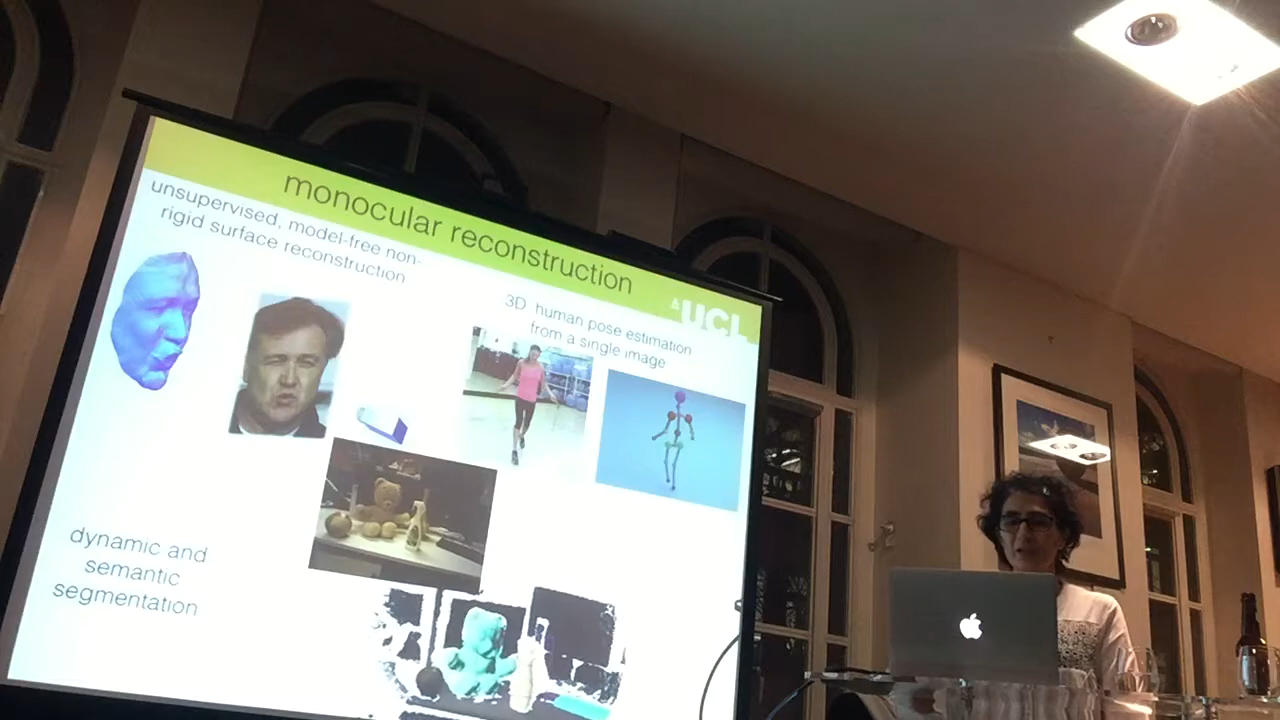 monocular reconstruction
unsupervised, model-free non-
rigid surface reconstruction
UCL
3D human pose estimation
from a single image
dynamic and
semantic
segmentation